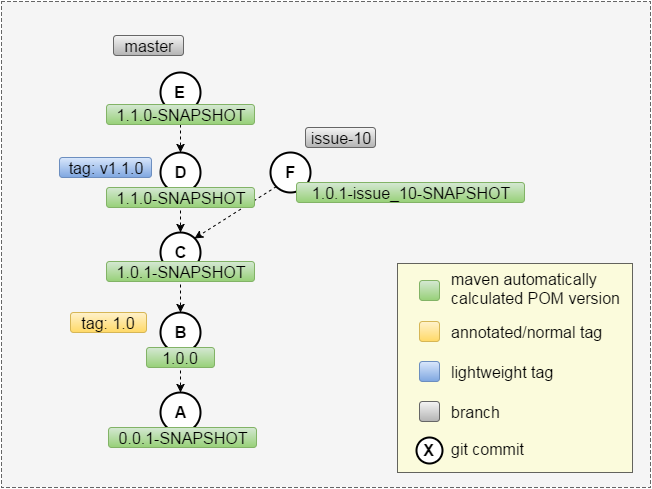 master
E
1.1.0-SNAPSHOT
issue-10
tag: v1.1.0
D
F
1.1.0-SNAPSHOT
1.0.1-issue_10-SNAPSHOT
C
1.0.1-SNAPSHOT
tag: 1.0
B
1.0.0
A
0.0.1-SNAPSHOT
maven automatically
calculated POM version
annotated/normal tag
lightweight tag
branch
X
git commit